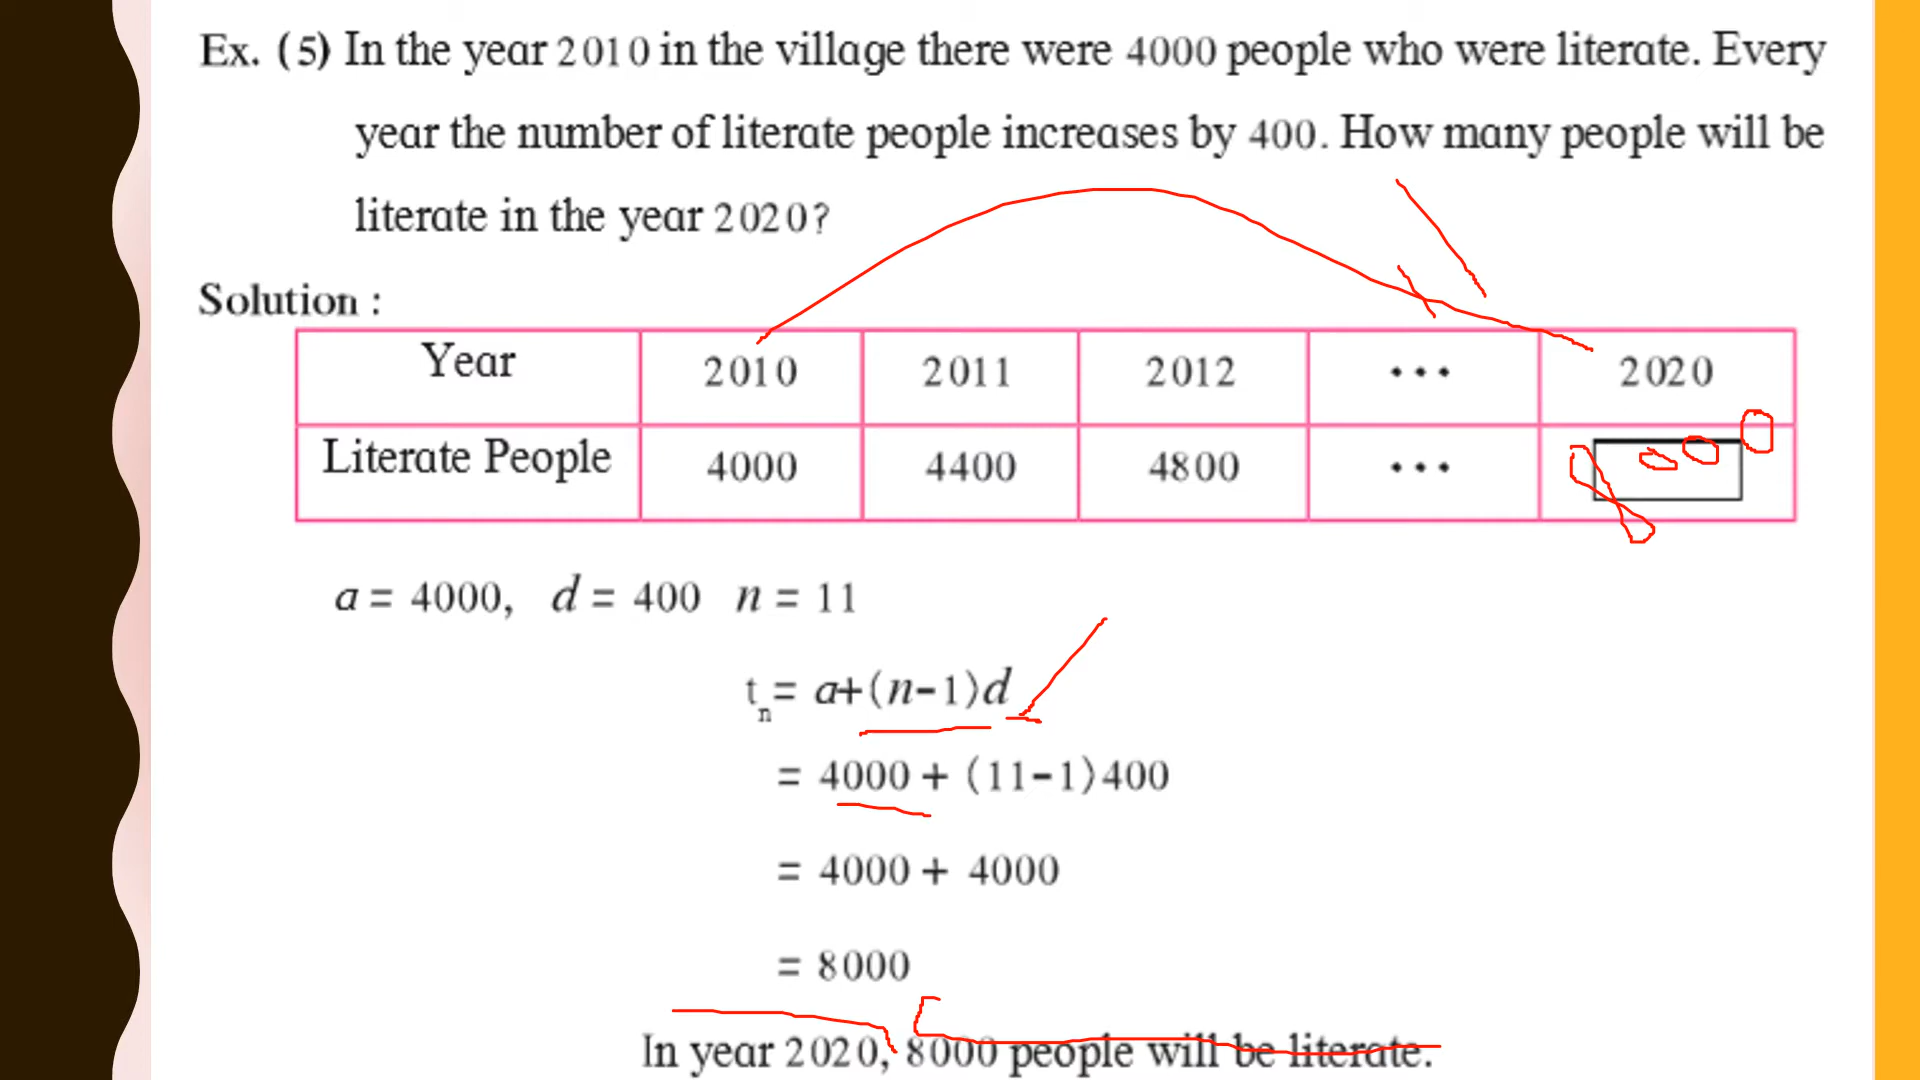 Ex. (5) In the year 2010 in the village there were 4000 people who were literate. Every
year the number of literate people increases by 400. How many people will be
literate in the year 2020?
Solution :
Year 2010 2011 2012 ... 2020
Literate People 4000 4400 4800 ... 8000
a = 4000, d = 400 n = 11
tn = a+(n-1)d
= 4000 + (11-1)400
= 4000 + 4000
= 8000
In year 2020, 8000 people will be literate.